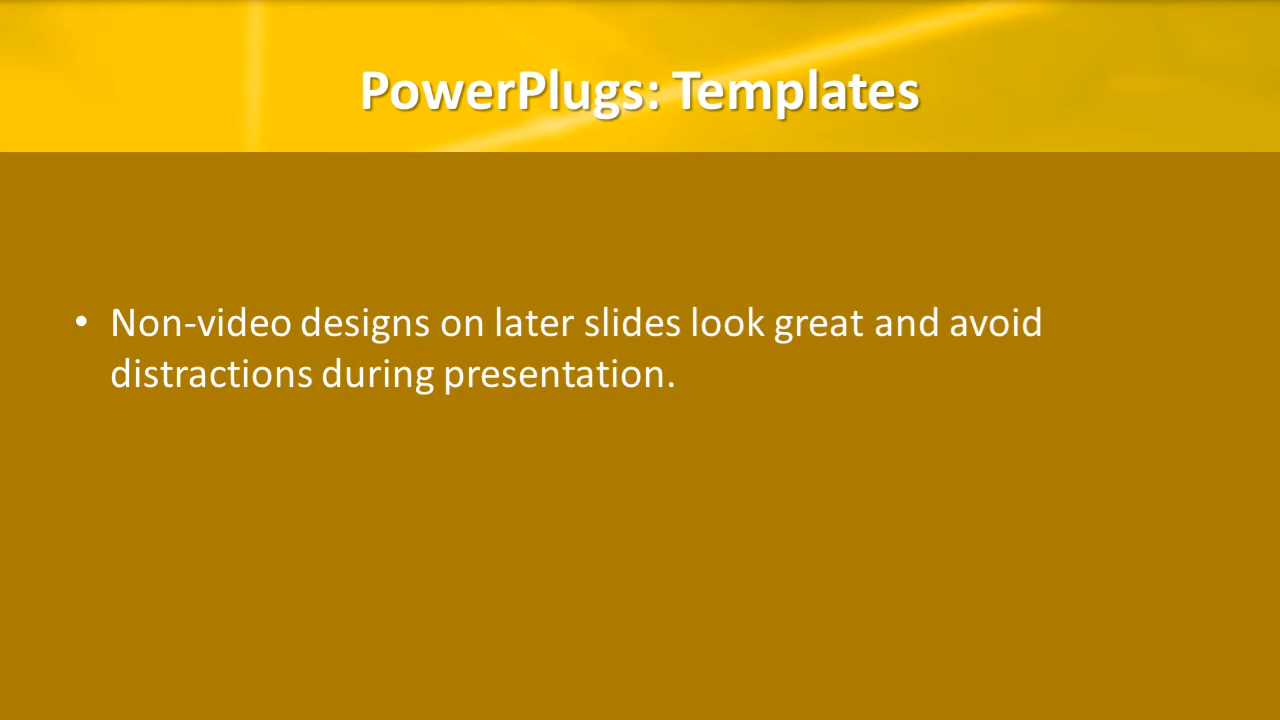 PowerPlugs: Templates
• Non-video designs on later slides look great and avoid
distractions during presentation.